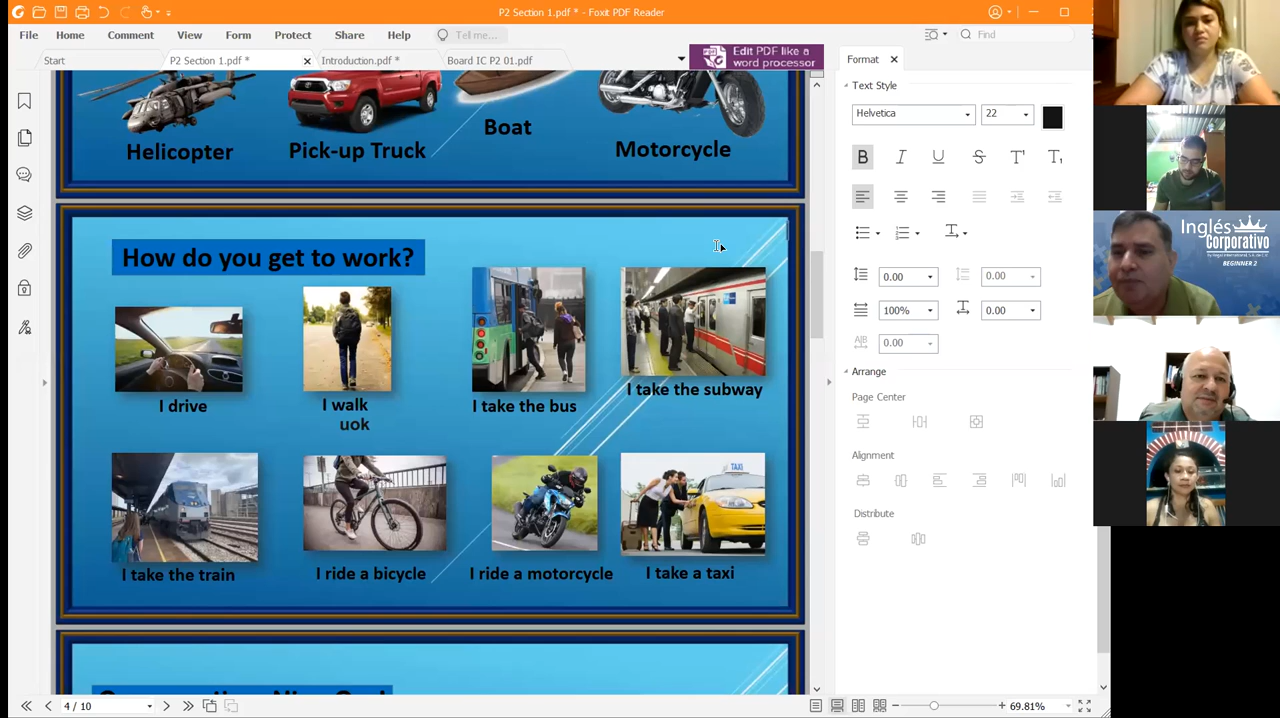 P2 Section 1.pdf * - Foxit PDF Reader
File Home Comment View Form Protect Share Help Tell me... Find
Start P2 Section 1.pdf * Introduction.pdf * Board IC P2 01.pdf
Edit PDF like a
word processor
Format
Text Style
Helvetica 22
0.00 0.00
100% 0.00
0.00
Arrange
Page Center
Alignment
Distribute
Helicopter
Pick-up Truck
Boat
Motorcycle
How do you get to work?
I drive
I walk
uok
I take the bus
I take the subway
I take the train
I ride a bicycle
I ride a motorcycle
I take a taxi
TAXI
4 / 10
69.81%
Inglés
Corporativo
BEGINNER 2